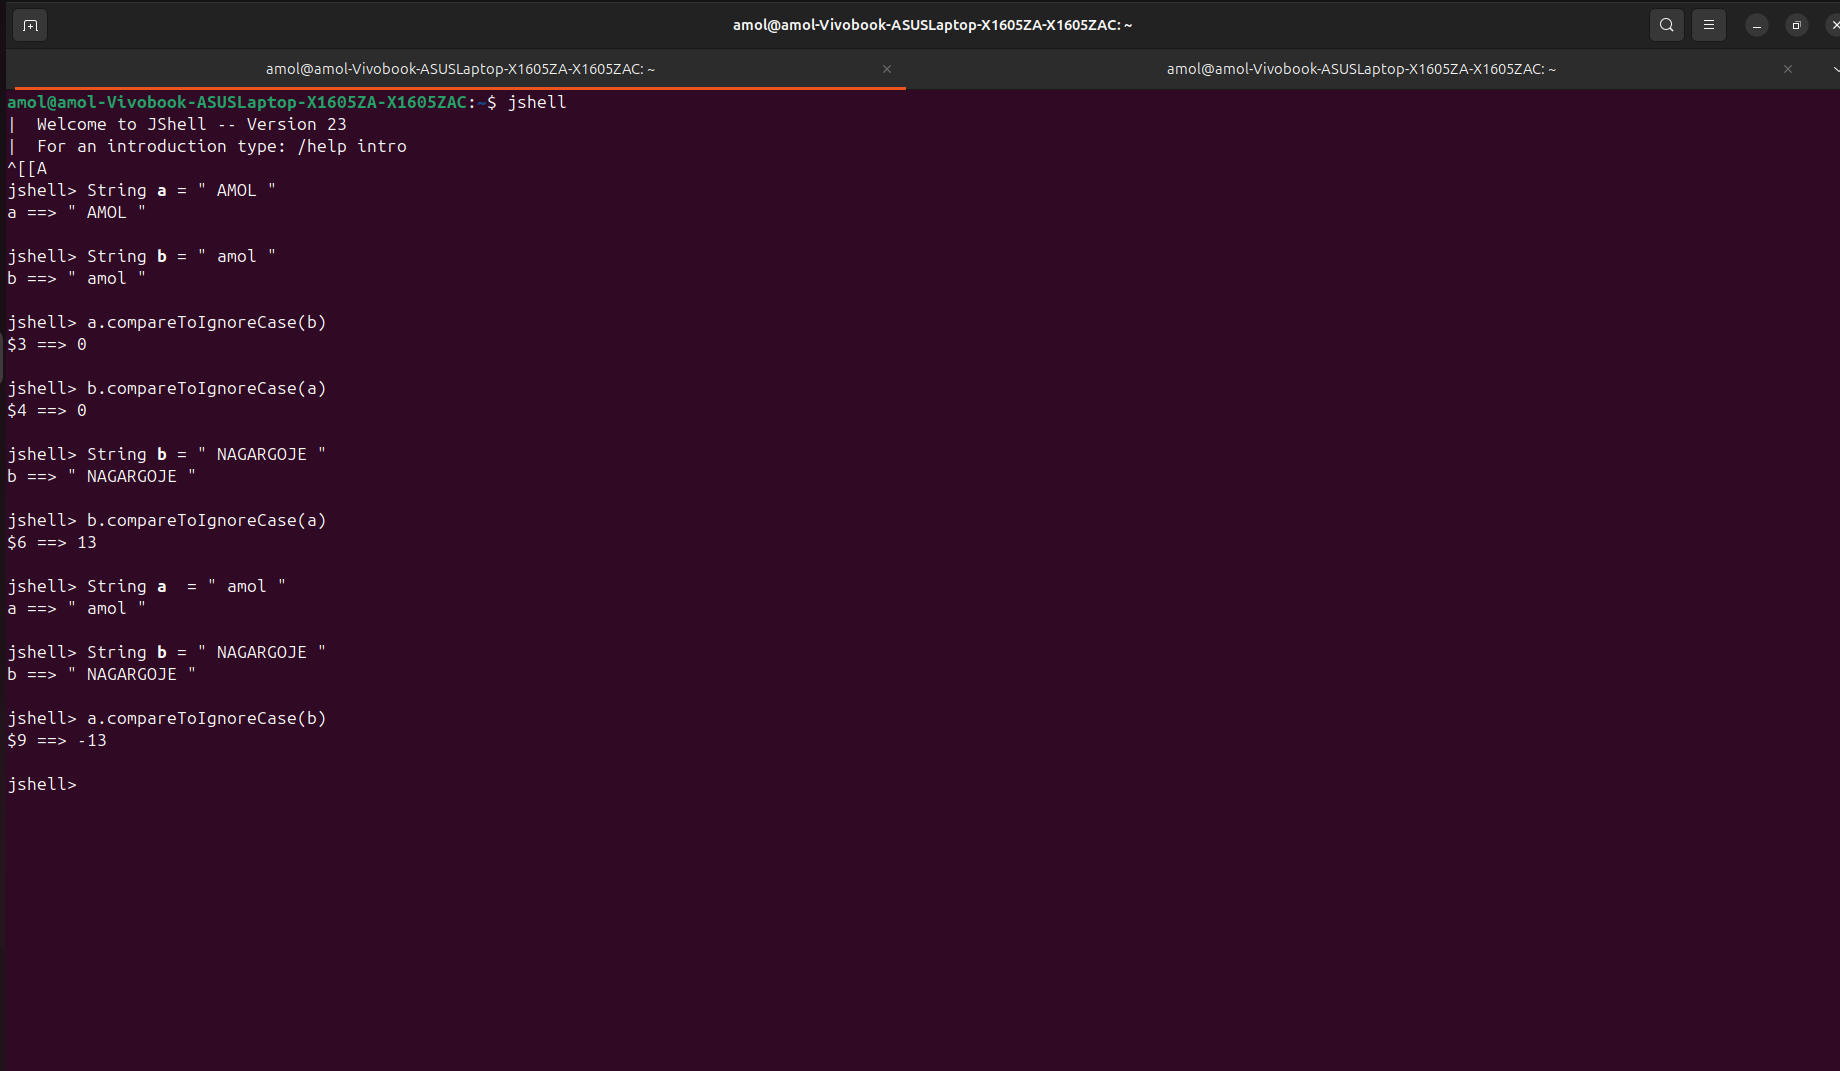 amol@amol-Vivobook-ASUSLaptop-X1605ZA-X1605ZAC: ~
amol@amol-Vivobook-ASUSLaptop-X1605ZA-X1605ZAC: ~
amol@amol-Vivobook-ASUSLaptop-X1605ZA-X1605ZAC: ~
amol@amol-Vivobook-ASUSLaptop-X1605ZA-X1605ZAC:~$ jshell
|  Welcome to JShell -- Version 23
|  For an introduction type: /help intro
^[[A
jshell> String a = " AMOL "
a ==> " AMOL "
jshell> String b = " amol "
b ==> " amol "
jshell> a.compareToIgnoreCase(b)
$3 ==> 0
jshell> b.compareToIgnoreCase(a)
$4 ==> 0
jshell> String b = " NAGARGOJE "
b ==> " NAGARGOJE "
jshell> b.compareToIgnoreCase(a)
$6 ==> 13
jshell> String a  = " amol "
a ==> " amol "
jshell> String b = " NAGARGOJE "
b ==> " NAGARGOJE "
jshell> a.compareToIgnoreCase(b)
$9 ==> -13
jshell>